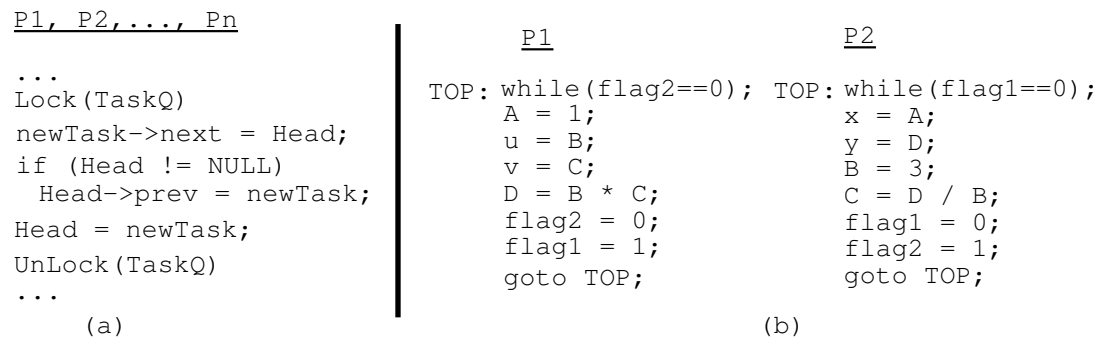 P1, P2,..., Pn
...
Lock(TaskQ)
newTask->next = Head;
if (Head != NULL)
Head->prev = newTask;
Head = newTask;
UnLock(TaskQ)
...
(a)
P1
TOP: while(flag2==0);
A = 1;
u = B;
v = C;
D = B * C;
flag2 = 0;
flag1 = 1;
goto TOP;
P2
TOP: while(flag1==0);
x = A;
y = D;
B = 3;
C = D / B;
flag1 = 0;
flag2 = 1;
goto TOP;
(b)